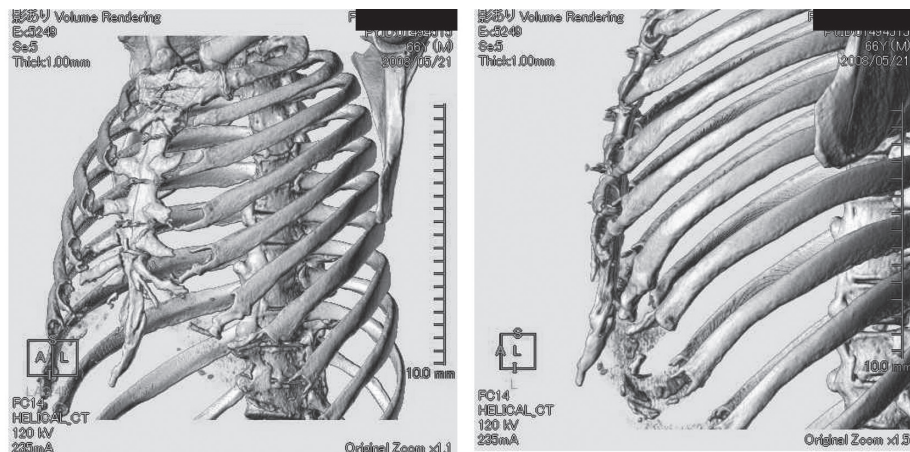 影あり Volume Rendering
Ex:5249
Se:5
Thick:1.00mm
66Y (M)
2008/05/21
A L
10.0 mm
FC14
HELICAL_CT
120 kV
235mA
Original Zoom x1.1
影あり Volume Rendering
Ex:5249
Se:5
Thick:1.00mm
66Y (M)
2008/05/21
S
A L
I
L
10.0 mm
FC14
HELICAL_CT
120 kV
235mA
Original Zoom x1.5